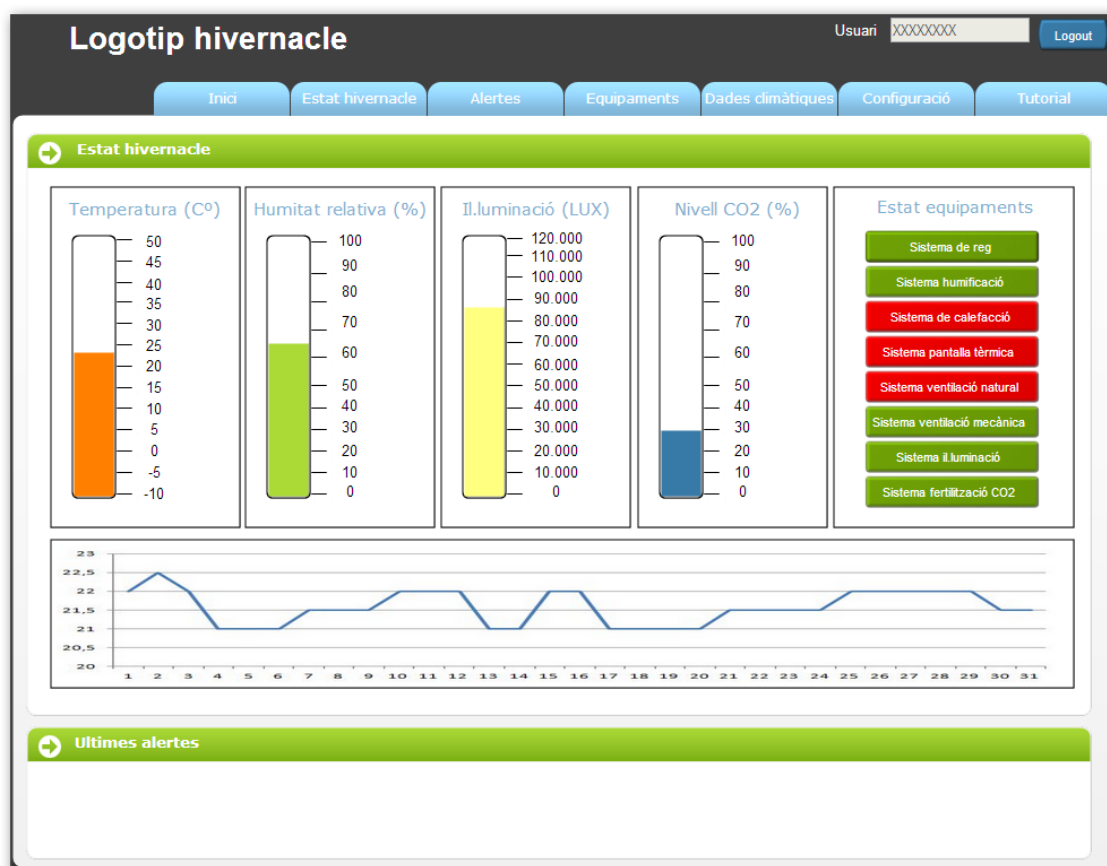 Logotip hivernacle
Usuari XXXXXXXX Logout
Inici Estat hivernacle Alertes Equipaments Dades climàtiques Configuració Tutorial
Estat hivernacle
Temperatura (Cº)
50
45
40
35
30
25
20
15
10
5
0
-5
-10
Humitat relativa (%)
100
90
80
70
60
50
40
30
20
10
0
Il.luminació (LUX)
120.000
110.000
100.000
90.000
80.000
70.000
60.000
50.000
40.000
30.000
20.000
10.000
0
Nivell CO2 (%)
100
90
80
70
60
50
40
30
20
10
0
Estat equipaments
Sistema de reg
Sistema humificació
Sistema de calefacció
Sistema pantalla tèrmica
Sistema ventilació natural
Sistema ventilació mecànica
Sistema il.luminació
Sistema fertilització CO2
23
22,5
22
21,5
21
20,5
20
1 2 3 4 5 6 7 8 9 10 11 12 13 14 15 16 17 18 19 20 21 22 23 24 25 26 27 28 29 30 31
Ultimes alertes